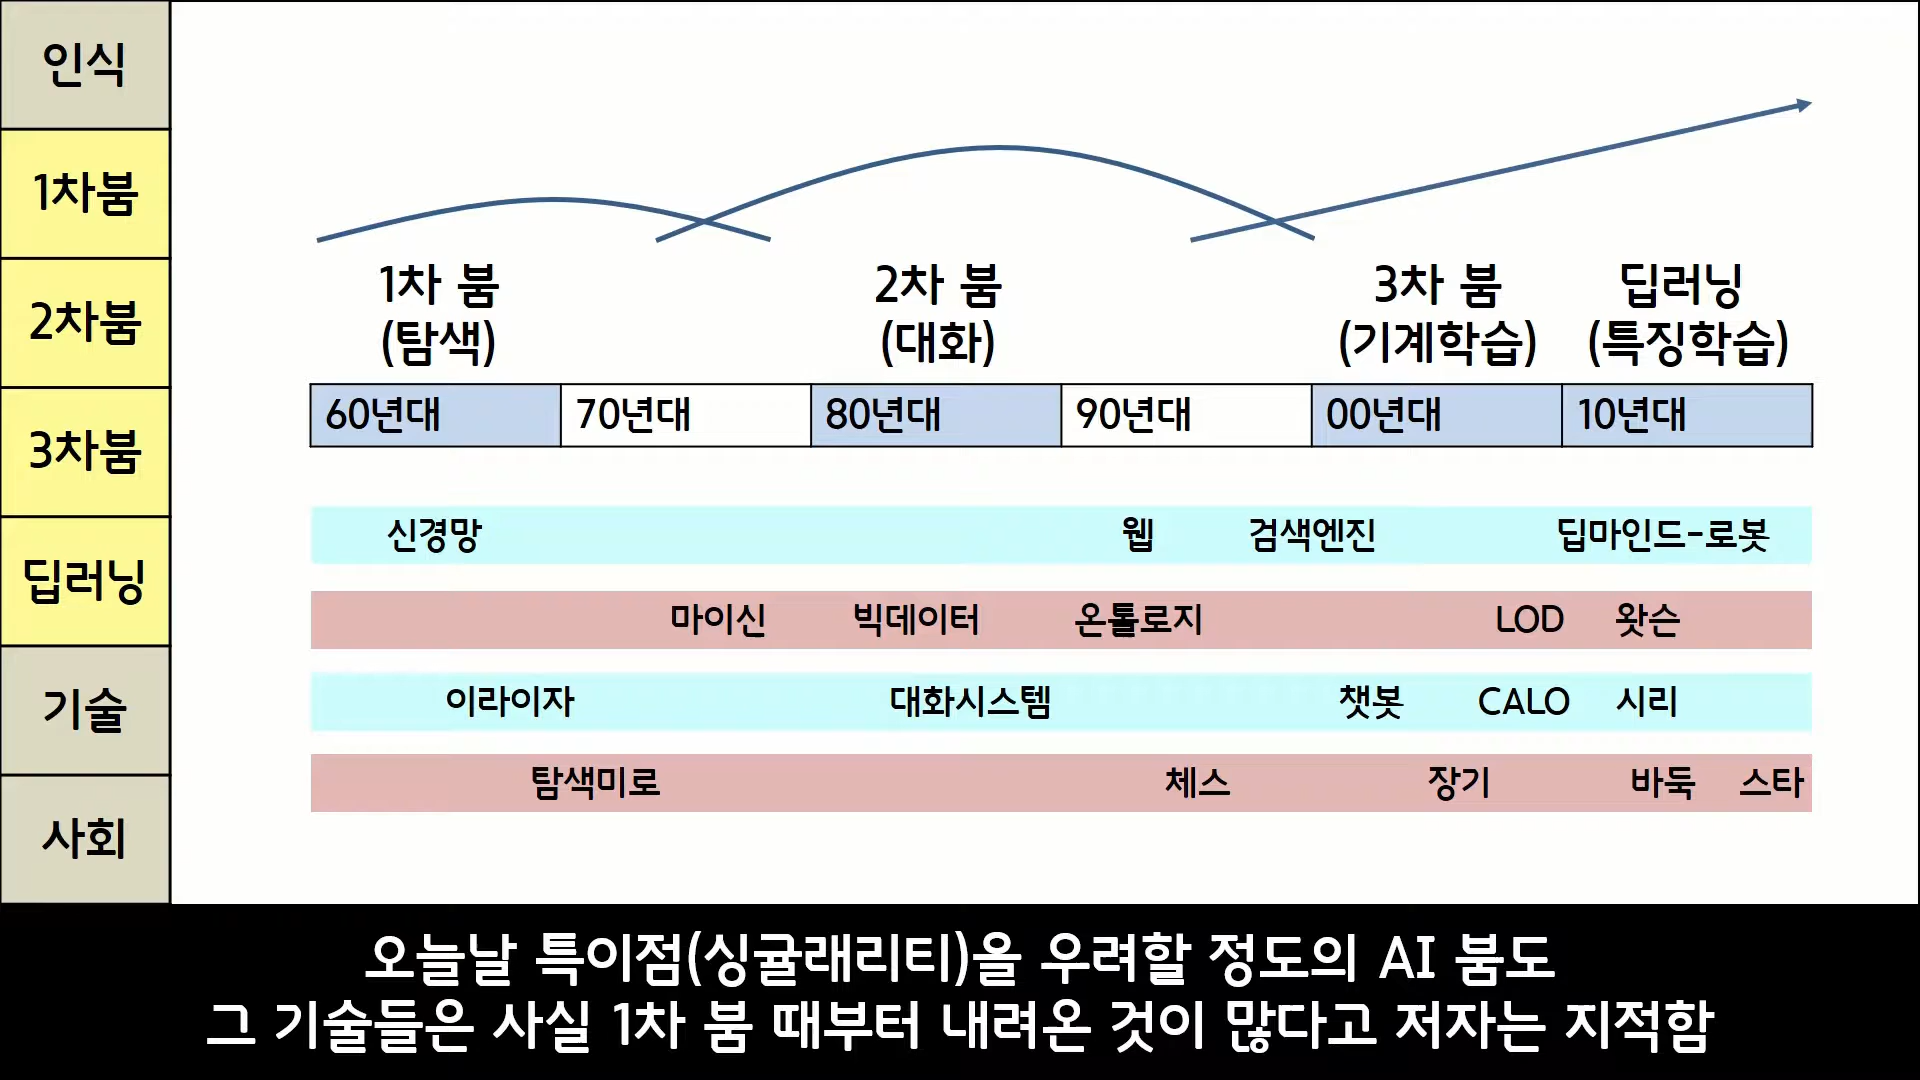 인식
1차붐
2차붐
3차붐
딥러닝
기술
사회
1차 붐
(탐색)
2차 붐
(대화)
3차 붐
(기계학습)
딥러닝
(특징학습)
60년대 70년대 80년대 90년대 00년대 10년대
신경망 웹 검색엔진 딥마인드-로봇
마이신 빅데이터 온톨로지 LOD 왓슨
이라이자 대화시스템 챗봇 CALO 시리
탐색미로 체스 장기 바둑 스타
오늘날 특이점(싱귤래리티)을 우려할 정도의 AI 붐도
그 기술들은 사실 1차 붐 때부터 내려온 것이 많다고 저자는 지적함